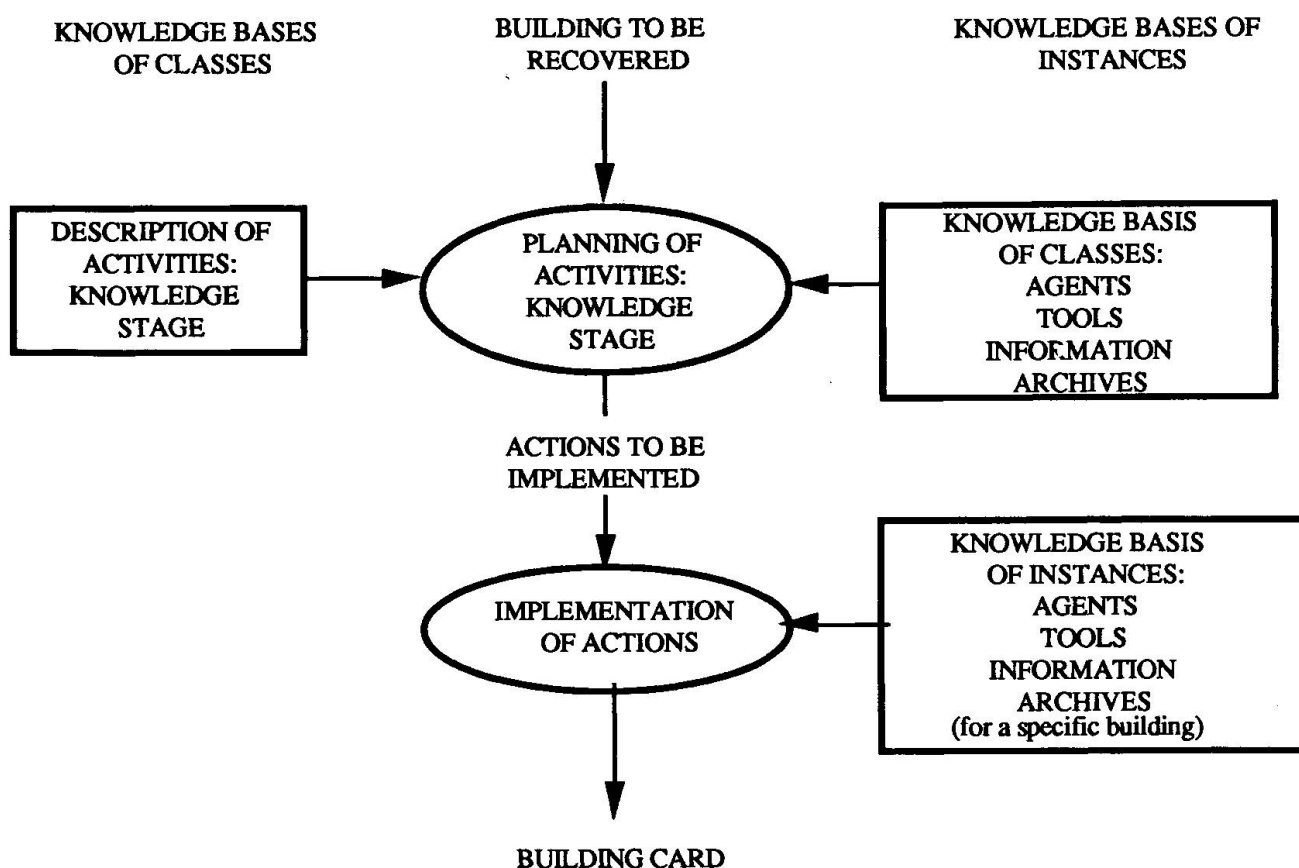 KNOWLEDGE BASES
OF CLASSES
BUILDING TO BE
RECOVERED
KNOWLEDGE BASES OF
INSTANCES
DESCRIPTION OF
ACTIVITIES:
KNOWLEDGE
STAGE
PLANNING OF
ACTIVITIES:
KNOWLEDGE
STAGE
KNOWLEDGE BASIS
OF CLASSES:
AGENTS
TOOLS
INFORMATION
ARCHIVES
ACTIONS TO BE
IMPLEMENTED
IMPLEMENTATION
OF ACTIONS
KNOWLEDGE BASIS
OF INSTANCES:
AGENTS
TOOLS
INFORMATION
ARCHIVES
(for a specific building)
BUILDING CARD